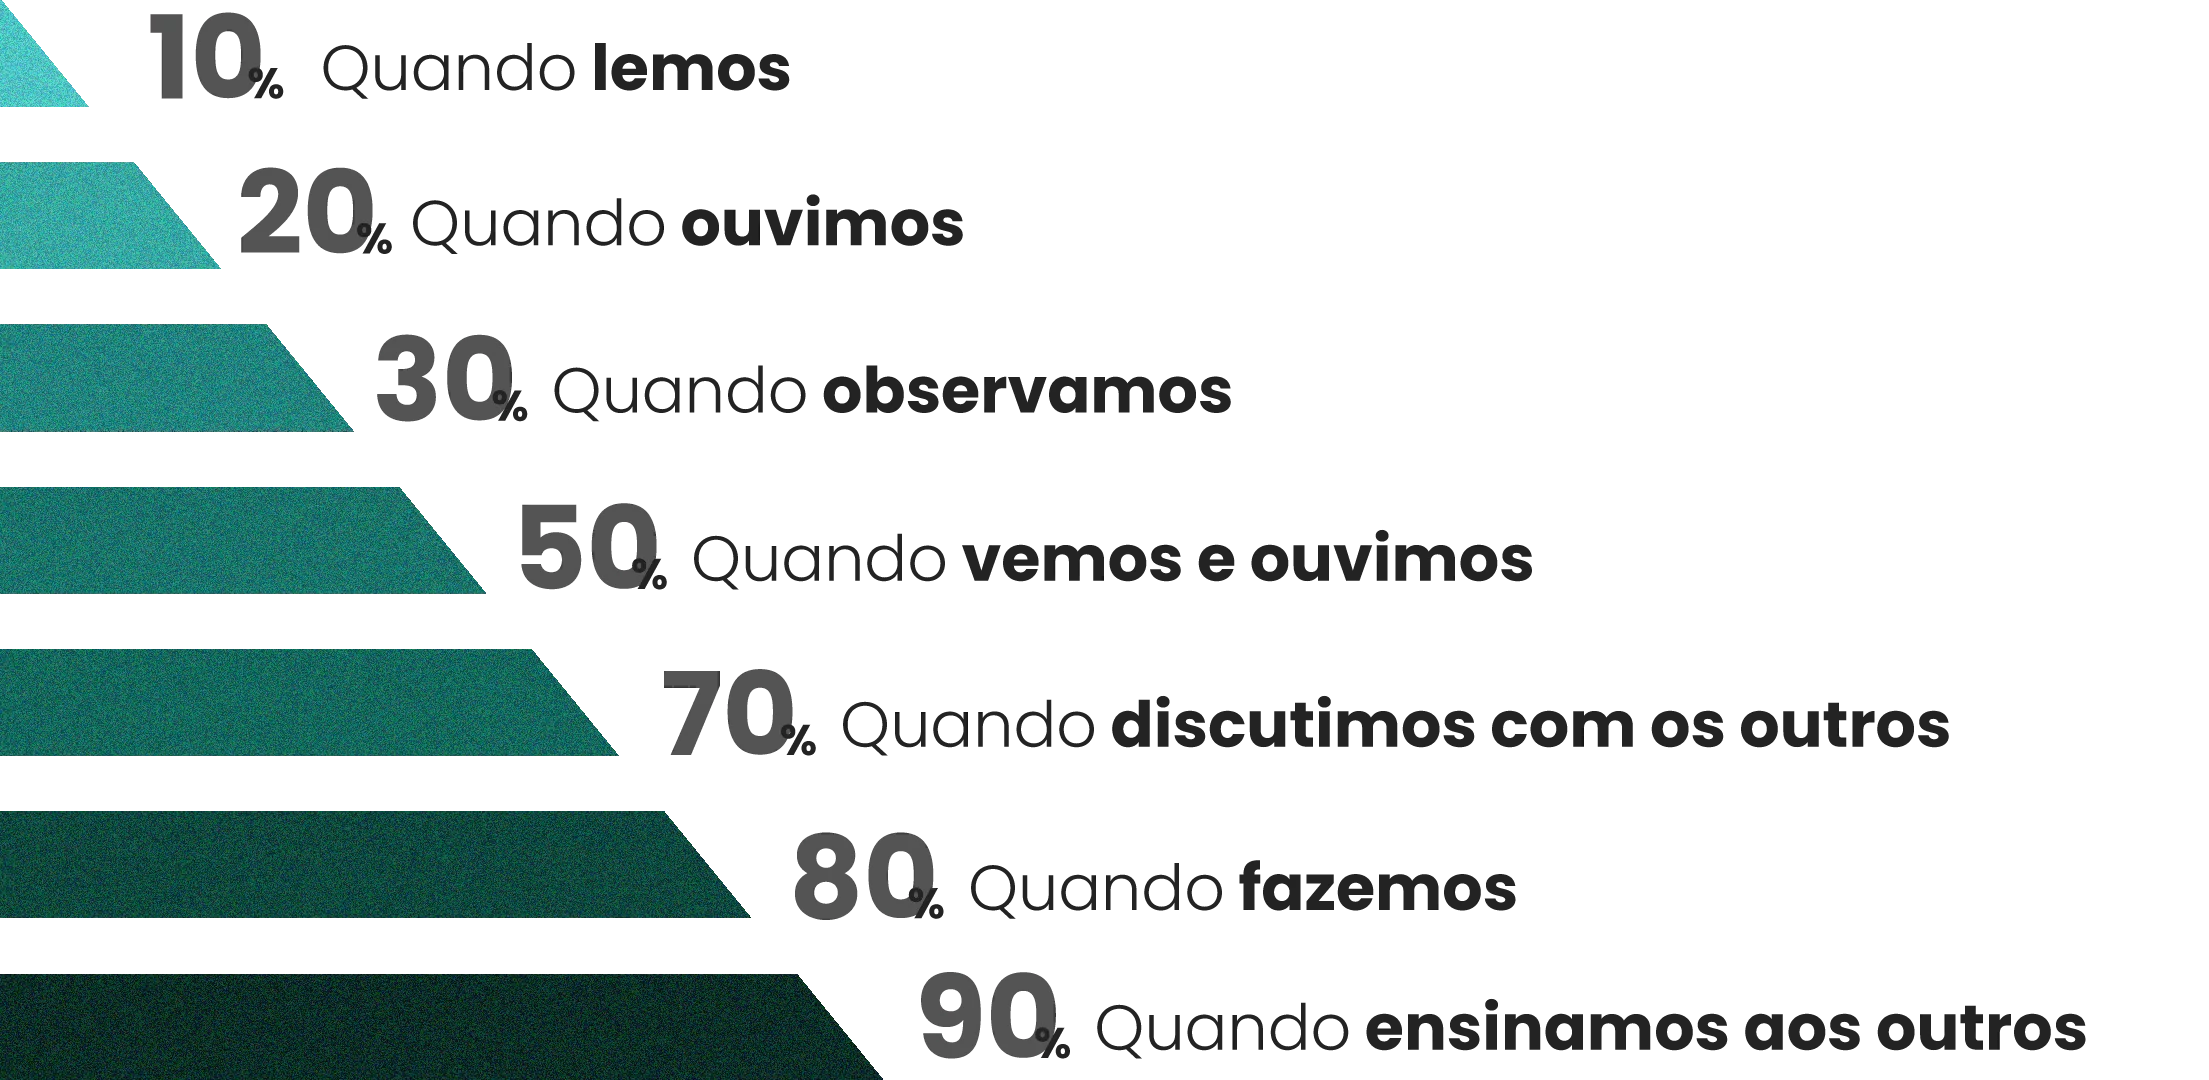 10% Quando lemos
20% Quando ouvimos
30% Quando observamos
50% Quando vemos e ouvimos
70% Quando discutimos com os outros
80% Quando fazemos
90% Quando ensinamos aos outros